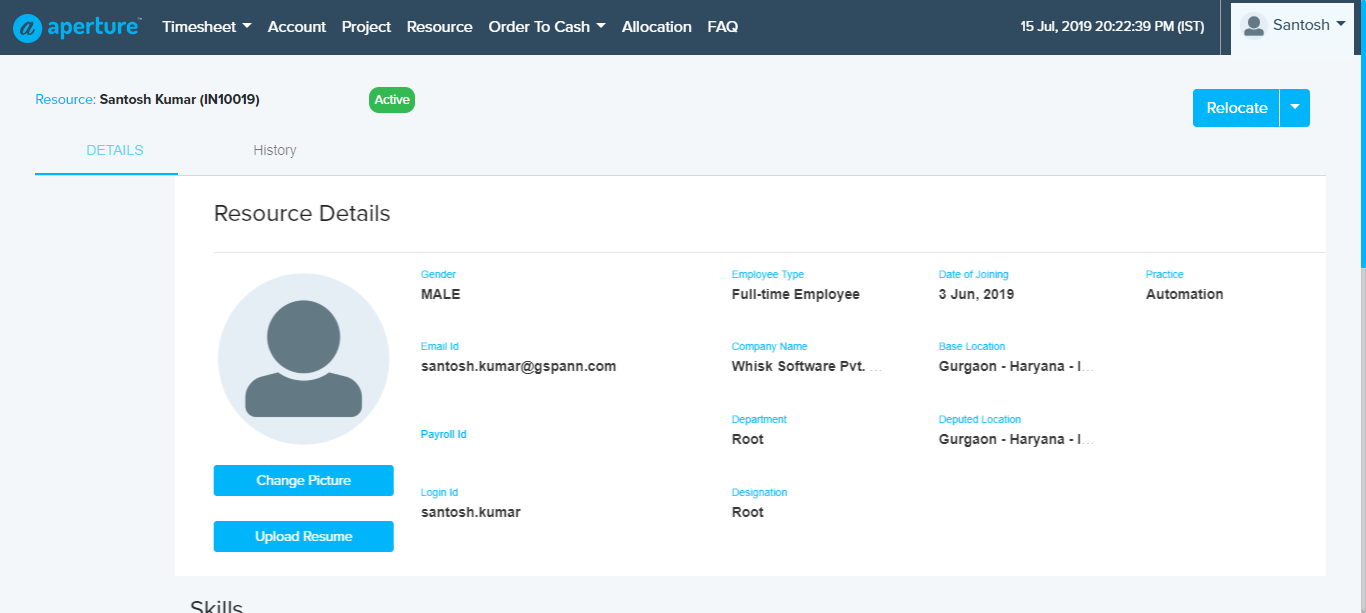 aperture™ Timesheet Account Project Resource Order To Cash Allocation FAQ 15 Jul, 2019 20:22:39 PM (IST) Santosh
Resource: Santosh Kumar (IN10019) Active
Relocate
DETAILS History
Resource Details
Gender Employee Type Date of Joining Practice
MALE Full-time Employee 3 Jun, 2019 Automation
Email Id Company Name Base Location
santosh.kumar@gspann.com Whisk Software Pvt. ... Gurgaon - Haryana - I...
Department Deputed Location
Payroll Id
Root Gurgaon - Haryana - I...
Change Picture
Login Id Designation
santosh.kumar Root
Upload Resume
Skills